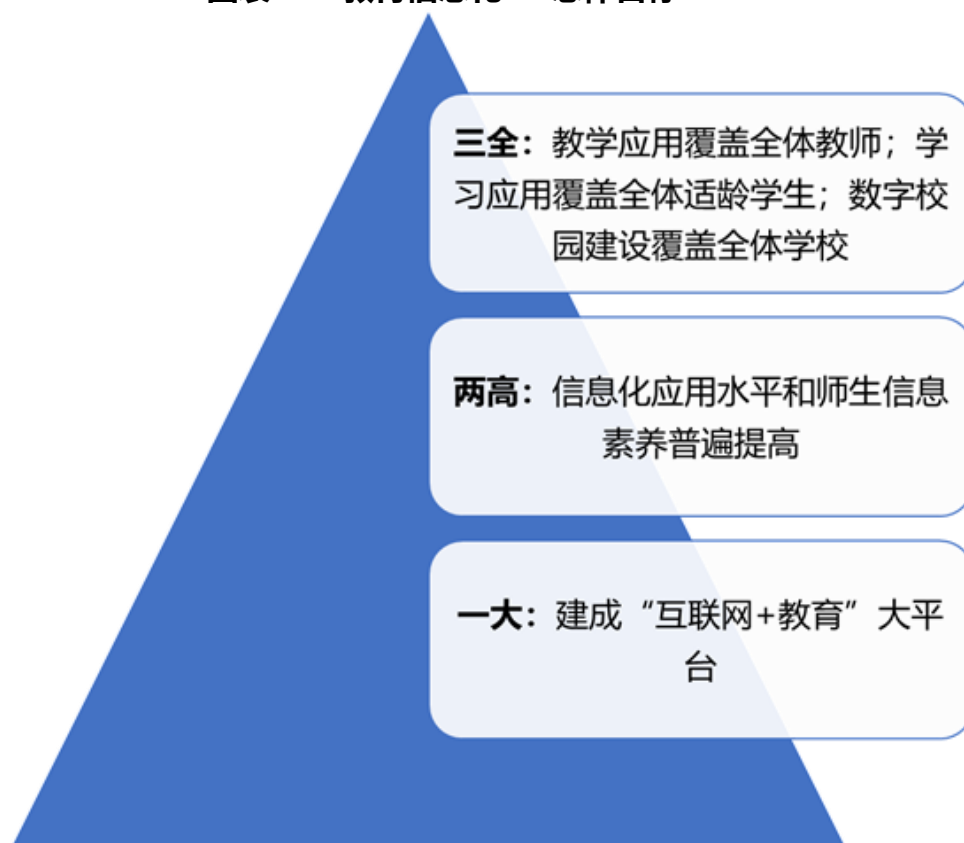 三全：教学应用覆盖全体教师；学
习应用覆盖全体适龄学生；数字校
园建设覆盖全体学校
两高：信息化应用水平和师生信息
素养普遍提高
一大：建成“互联网+教育”大平
台